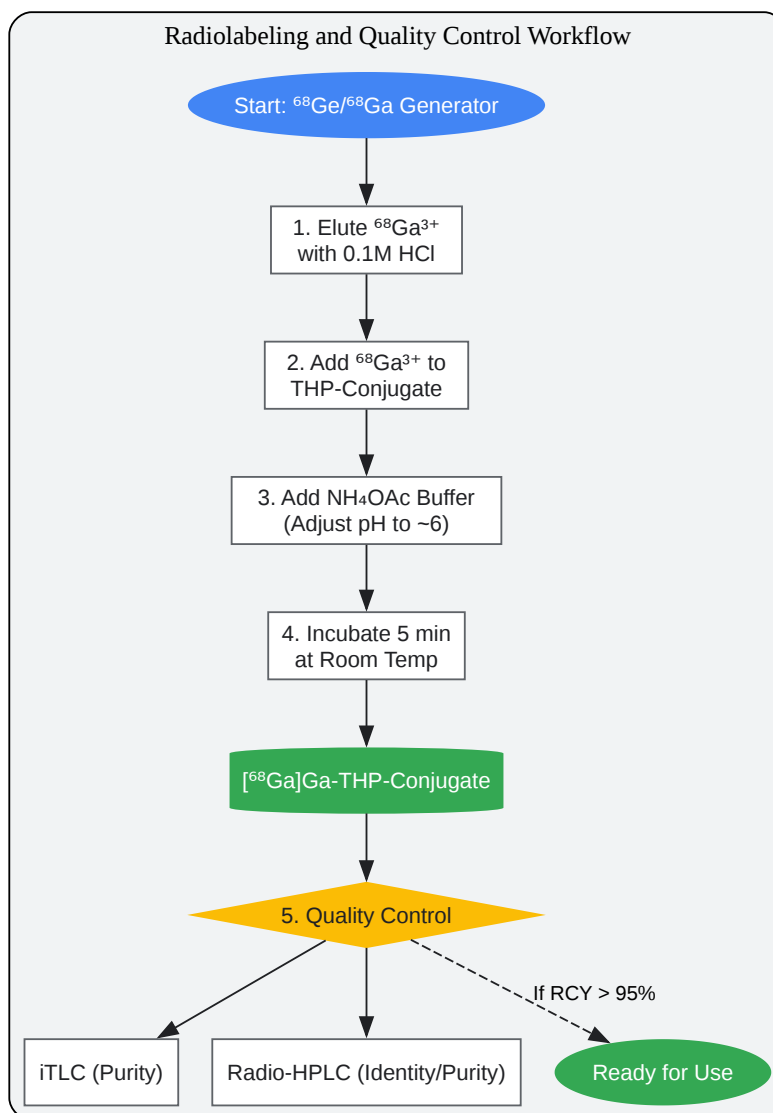 Radiolabeling and Quality Control Workflow
Start: ⁶⁸Ge/⁶⁸Ga Generator
1. Elute ⁶⁸Ga³⁺
with 0.1M HCl
2. Add ⁶⁸Ga³⁺ to
THP-Conjugate
3. Add NH₄OAc Buffer
(Adjust pH to ~6)
4. Incubate 5 min
at Room Temp
[⁶⁸Ga]Ga-THP-Conjugate
5. Quality Control
If RCY > 95%
iTLC (Purity)
Radio-HPLC (Identity/Purity)
Ready for Use